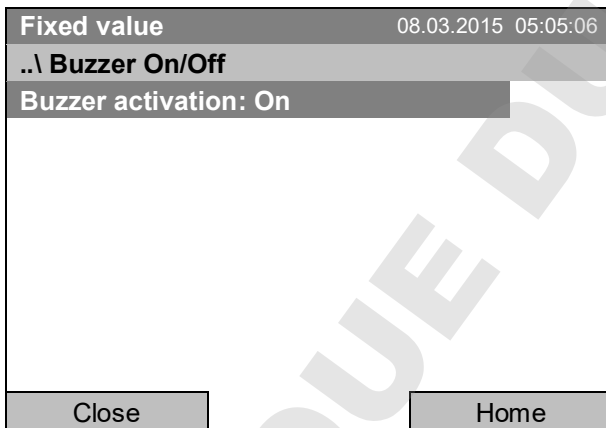 Fixed value 08.03.2015 05:05:06
..\ Buzzer On/Off
Buzzer activation: On
Close Home